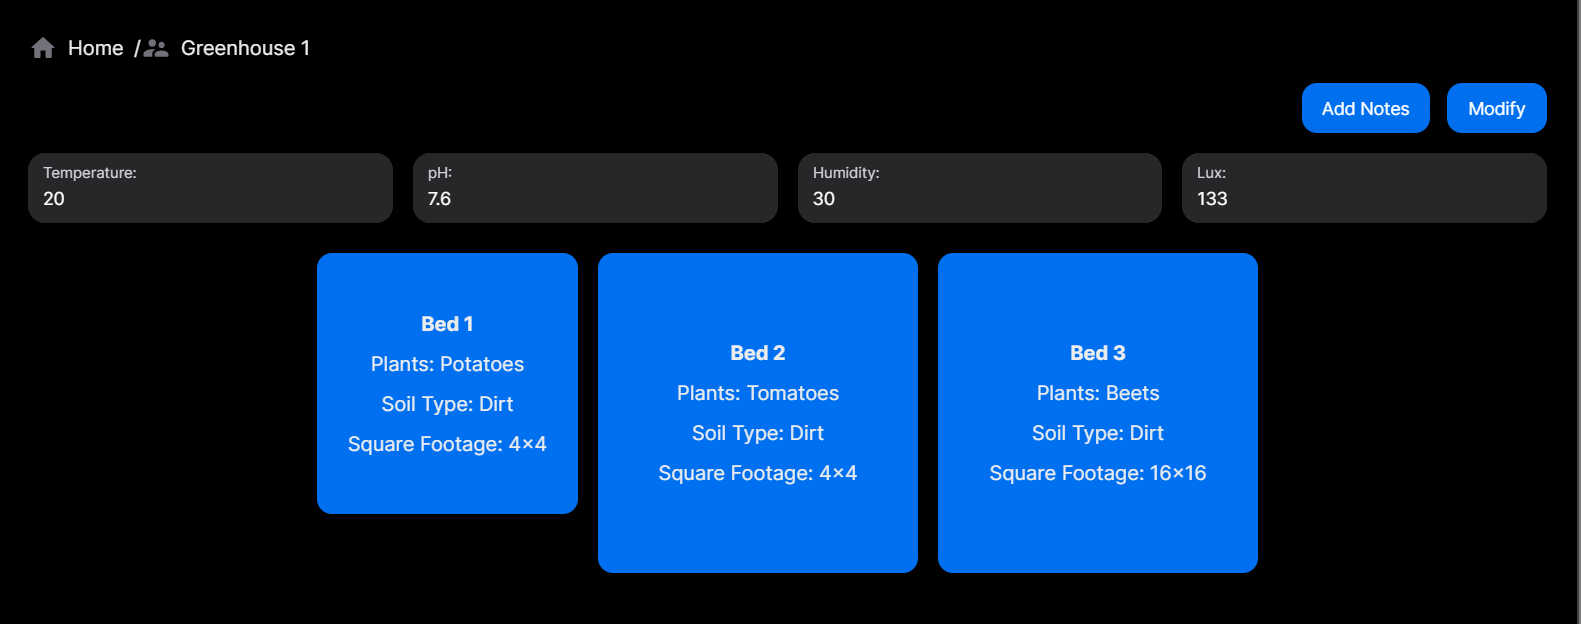 Home / Greenhouse 1
Add Notes
Modify
Temperature:
20
pH:
7.6
Humidity:
30
Lux:
133
Bed 1
Plants: Potatoes
Soil Type: Dirt
Square Footage: 4×4
Bed 2
Plants: Tomatoes
Soil Type: Dirt
Square Footage: 4×4
Bed 3
Plants: Beets
Soil Type: Dirt
Square Footage: 16×16